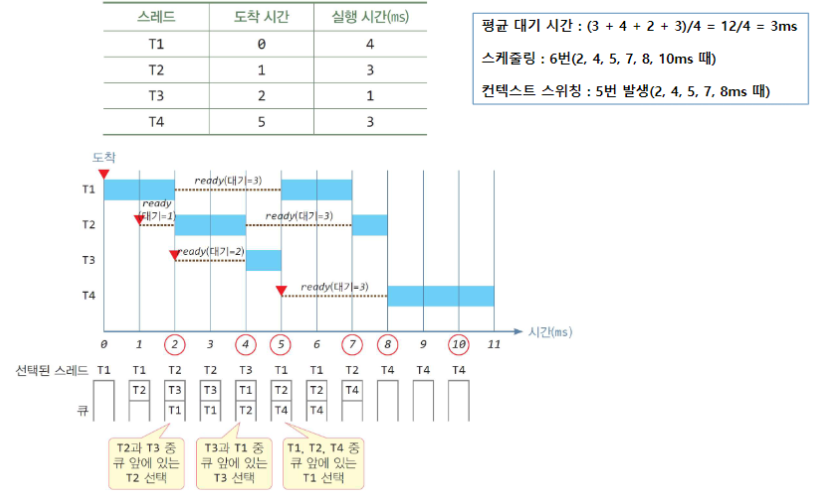 스레드 도착 시간 실행 시간(ms)
T1 0 4
T2 1 3
T3 2 1
T4 5 3
평균 대기 시간 : (3 + 4 + 2 + 3)/4 = 12/4 = 3ms
스케줄링 : 6번(2, 4, 5, 7, 8, 10ms 때)
컨텍스트 스위칭 : 5번 발생(2, 4, 5, 7, 8ms 때)
도착
T1 ready(대기=3)
ready
T2 (대기=1) ready(대기=3)
T3 ready(대기=2)
T4 ready(대기=3)
시간(ms)
0 1 2 3 4 5 6 7 8 9 10 11
선택된 스레드 T1 T1 T2 T2 T3 T1 T1 T2 T4 T4 T4
T2 T3 T3 T1 T2 T2 T4
큐 T1 T1 T2 T4 T4
T2과 T3 중
큐 앞에 있는
T2 선택
T3과 T1 중
큐 앞에 있는
T3 선택
T1, T2, T4 중
큐 앞에 있는
T1 선택